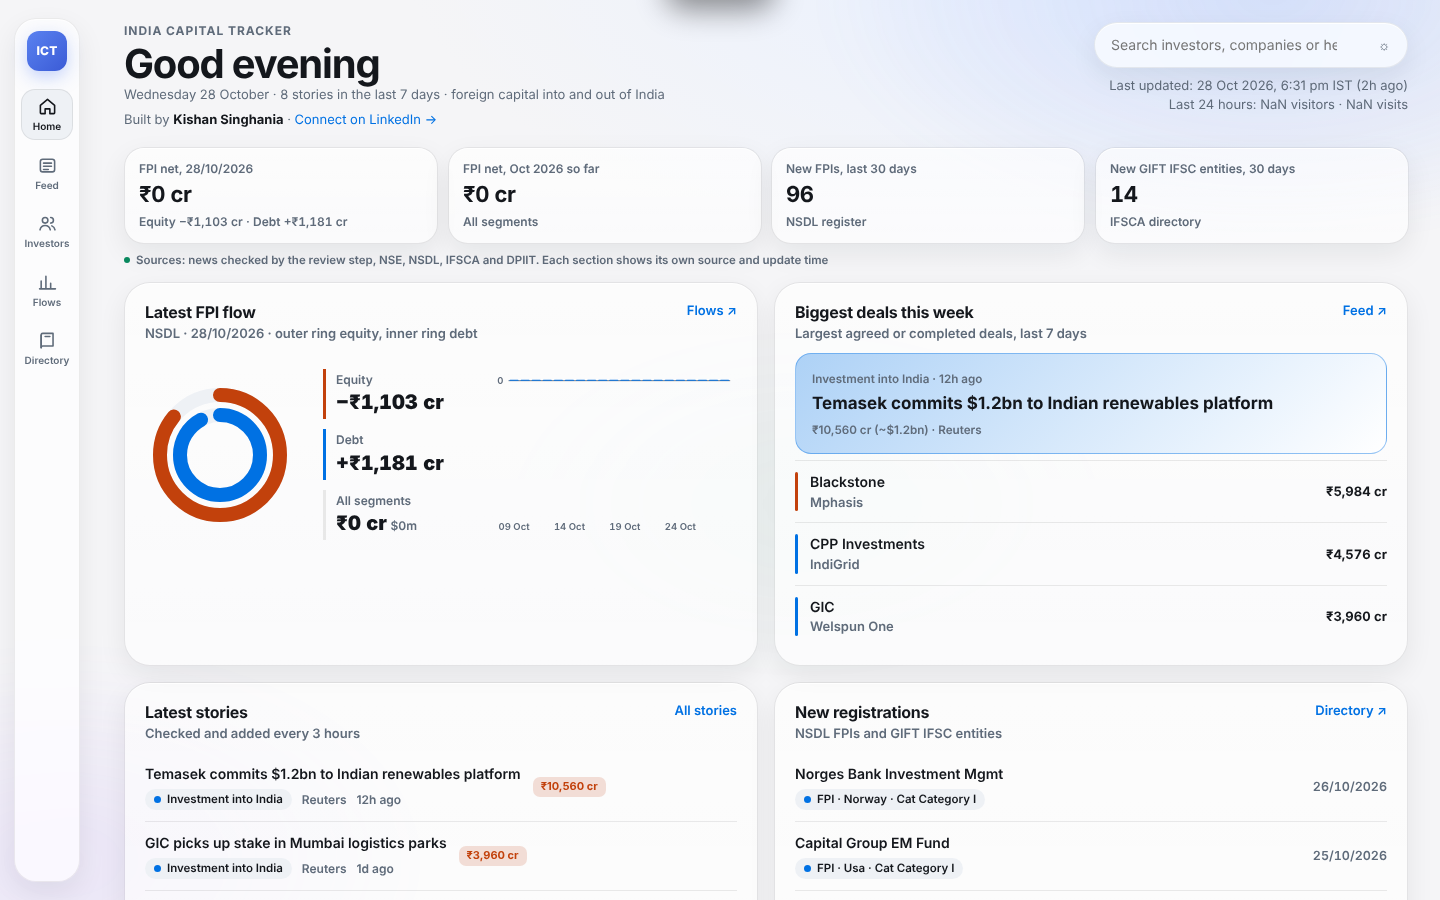 ICT
Home
Feed
Investors
Flows
Directory
INDIA CAPITAL TRACKER
Good evening
Wednesday 28 October · 8 stories in the last 7 days · foreign capital into and out of India
Built by Kishan Singhania · Connect on LinkedIn →
Search investors, companies or he
Last updated: 28 Oct 2026, 6:31 pm IST (2h ago)
Last 24 hours: NaN visitors · NaN visits
FPI net, 28/10/2026
₹0 cr
Equity −₹1,103 cr · Debt +₹1,181 cr
FPI net, Oct 2026 so far
₹0 cr
All segments
New FPIs, last 30 days
96
NSDL register
New GIFT IFSC entities, 30 days
14
IFSCA directory
Sources: news checked by the review step, NSE, NSDL, IFSCA and DPIIT. Each section shows its own source and update time
Latest FPI flow
Flows ↗
NSDL · 28/10/2026 · outer ring equity, inner ring debt
Equity
−₹1,103 cr
Debt
+₹1,181 cr
All segments
₹0 cr $0m
0
09 Oct 14 Oct 19 Oct 24 Oct
Biggest deals this week
Feed ↗
Largest agreed or completed deals, last 7 days
Investment into India · 12h ago
Temasek commits $1.2bn to Indian renewables platform
₹10,560 cr (~$1.2bn) · Reuters
Blackstone
Mphasis
₹5,984 cr
CPP Investments
IndiGrid
₹4,576 cr
GIC
Welspun One
₹3,960 cr
Latest stories
All stories
Checked and added every 3 hours
Temasek commits $1.2bn to Indian renewables platform
₹10,560 cr
Investment into India Reuters 12h ago
GIC picks up stake in Mumbai logistics parks
₹3,960 cr
Investment into India Reuters 1d ago
New registrations
Directory ↗
NSDL FPIs and GIFT IFSC entities
Norges Bank Investment Mgmt
FPI · Norway · Cat Category I
26/10/2026
Capital Group EM Fund
FPI · Usa · Cat Category I
25/10/2026